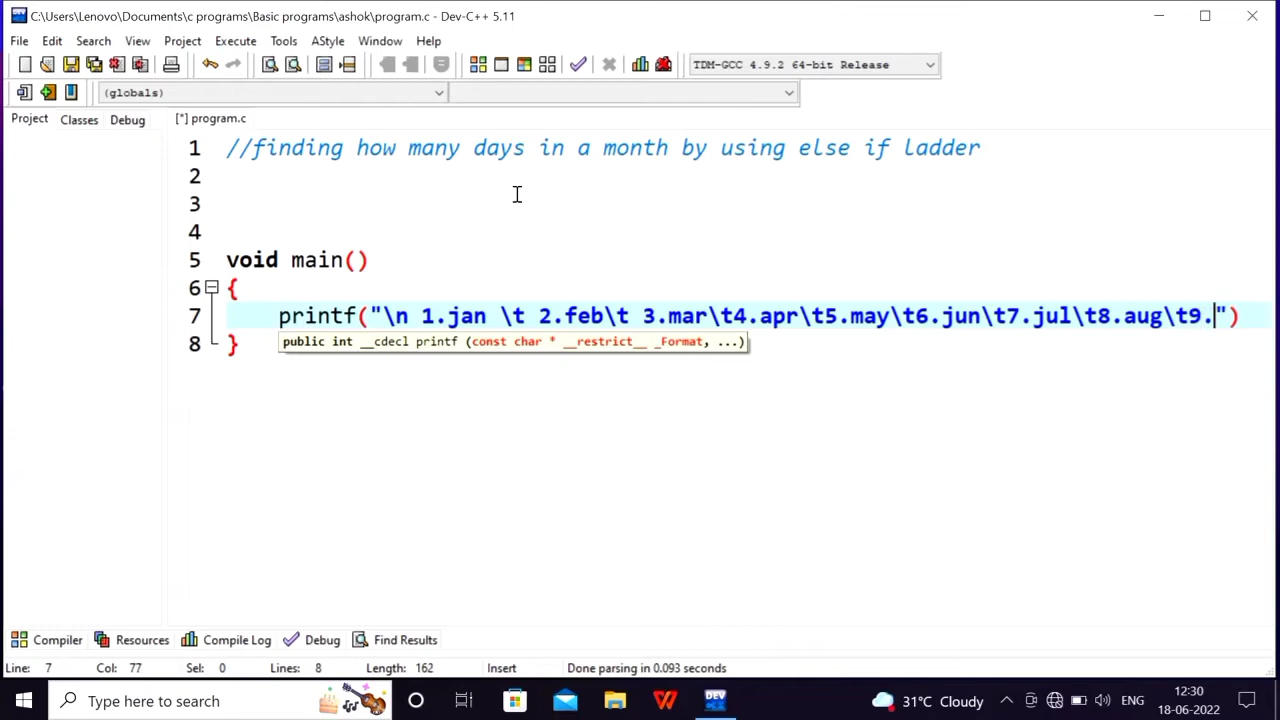 C:\Users\Lenovo\Documents\c programs\Basic programs\ashok\program.c - Dev-C++ 5.11
File Edit Search View Project Execute Tools AStyle Window Help
TDM-GCC 4.9.2 64-bit Release
(globals)
Project Classes Debug [*] program.c
1 //finding how many days in a month by using else if ladder
2
3
4
5 void main()
6 {
7 printf("\n 1.jan \t 2.feb\t 3.mar\t4.apr\t5.may\t6.jun\t7.jul\t8.aug\t9.")
public int __cdecl printf (const char * __restrict__ _Format, ...)
8 }
Compiler Resources Compile Log Debug Find Results
Line: 7 Col: 77 Sel: 0 Lines: 8 Length: 162 Insert Done parsing in 0.093 seconds
Type here to search DEV 31°C Cloudy ENG 12:30
18-06-2022